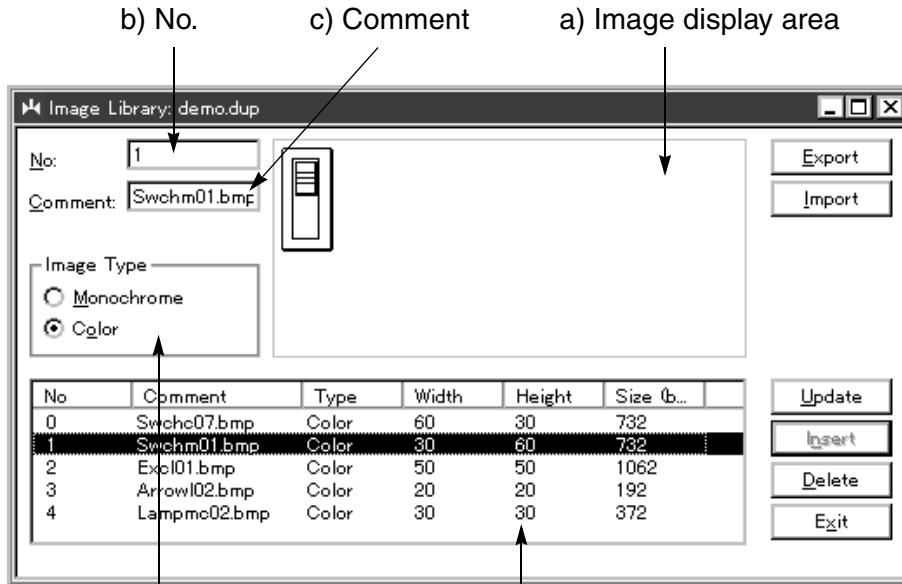 b) No. c) Comment a) Image display area
Image Library: demo.dup
No: 1 Export
Comment: Swchm01.bmp Import
Image Type
Monochrome
Color
No Comment Type Width Height Size (b...
0 Swchc07.bmp Color 60 30 732
1 Swchm01.bmp Color 30 60 732
2 Excl01.bmp Color 50 50 1062
3 Arrowl02.bmp Color 20 20 192
4 Lampmc02.bmp Color 30 30 372
Update
Insert
Delete
Exit